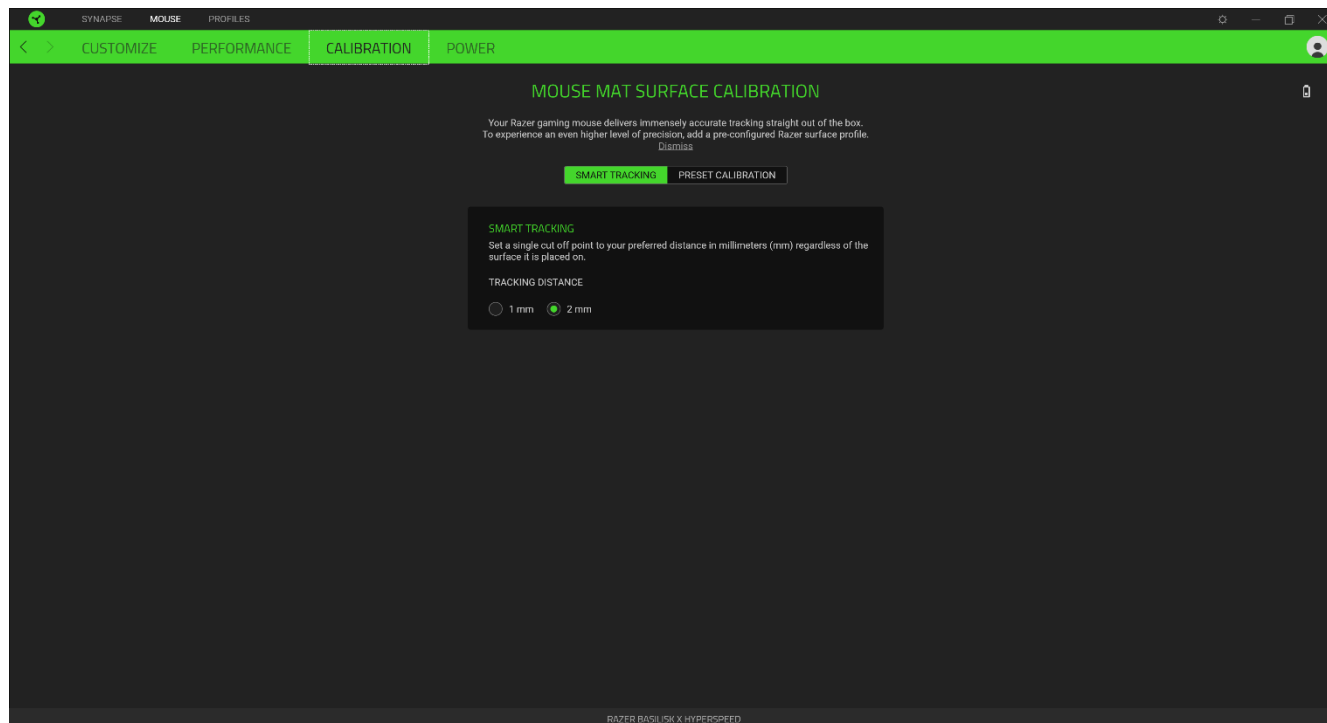 SYNAPSE MOUSE PROFILES
CUSTOMIZE PERFORMANCE CALIBRATION POWER
MOUSE MAT SURFACE CALIBRATION
Your Razer gaming mouse delivers immensely accurate tracking straight out of the box.
To experience an even higher level of precision, add a pre-configured Razer surface profile.
Dismiss
SMART TRACKING PRESET CALIBRATION
SMART TRACKING
Set a single cut off point to your preferred distance in millimeters (mm) regardless of the
surface it is placed on.
TRACKING DISTANCE
1 mm 2 mm
RAZER BASILISK X HYPERSPEED